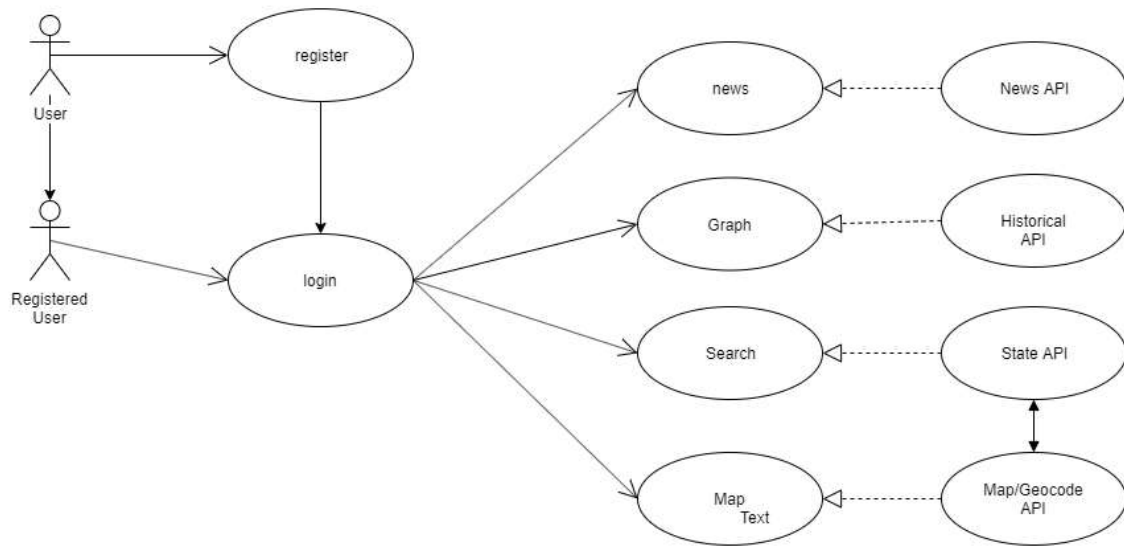 register
User
news
News API
Graph
Historical
API
login
Registered
User
Search
State API
Map
Text
Map/Geocode
API